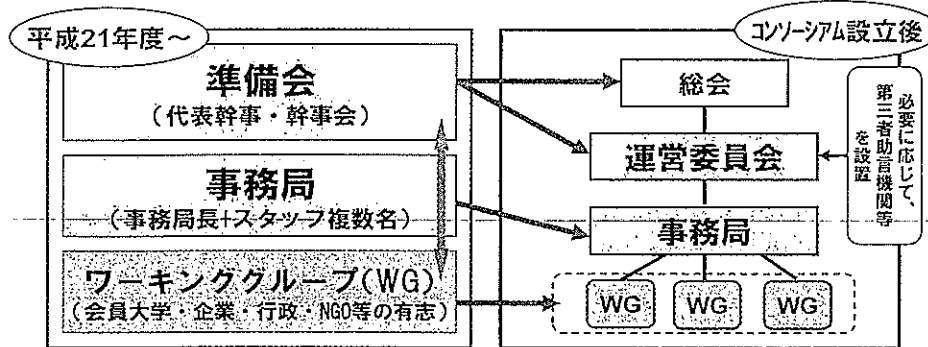 平成21年度～
準備会
(代表幹事・幹事会)
事務局
(事務局長+スタッフ複数名)
ワーキンググループ(WG)
(会員大学・企業・行政・NGO等の有志)
コンソーシアム設立後
総会
運営委員会
事務局
WG
WG
WG
必要に応じて、
第三者助言機関等
を設置